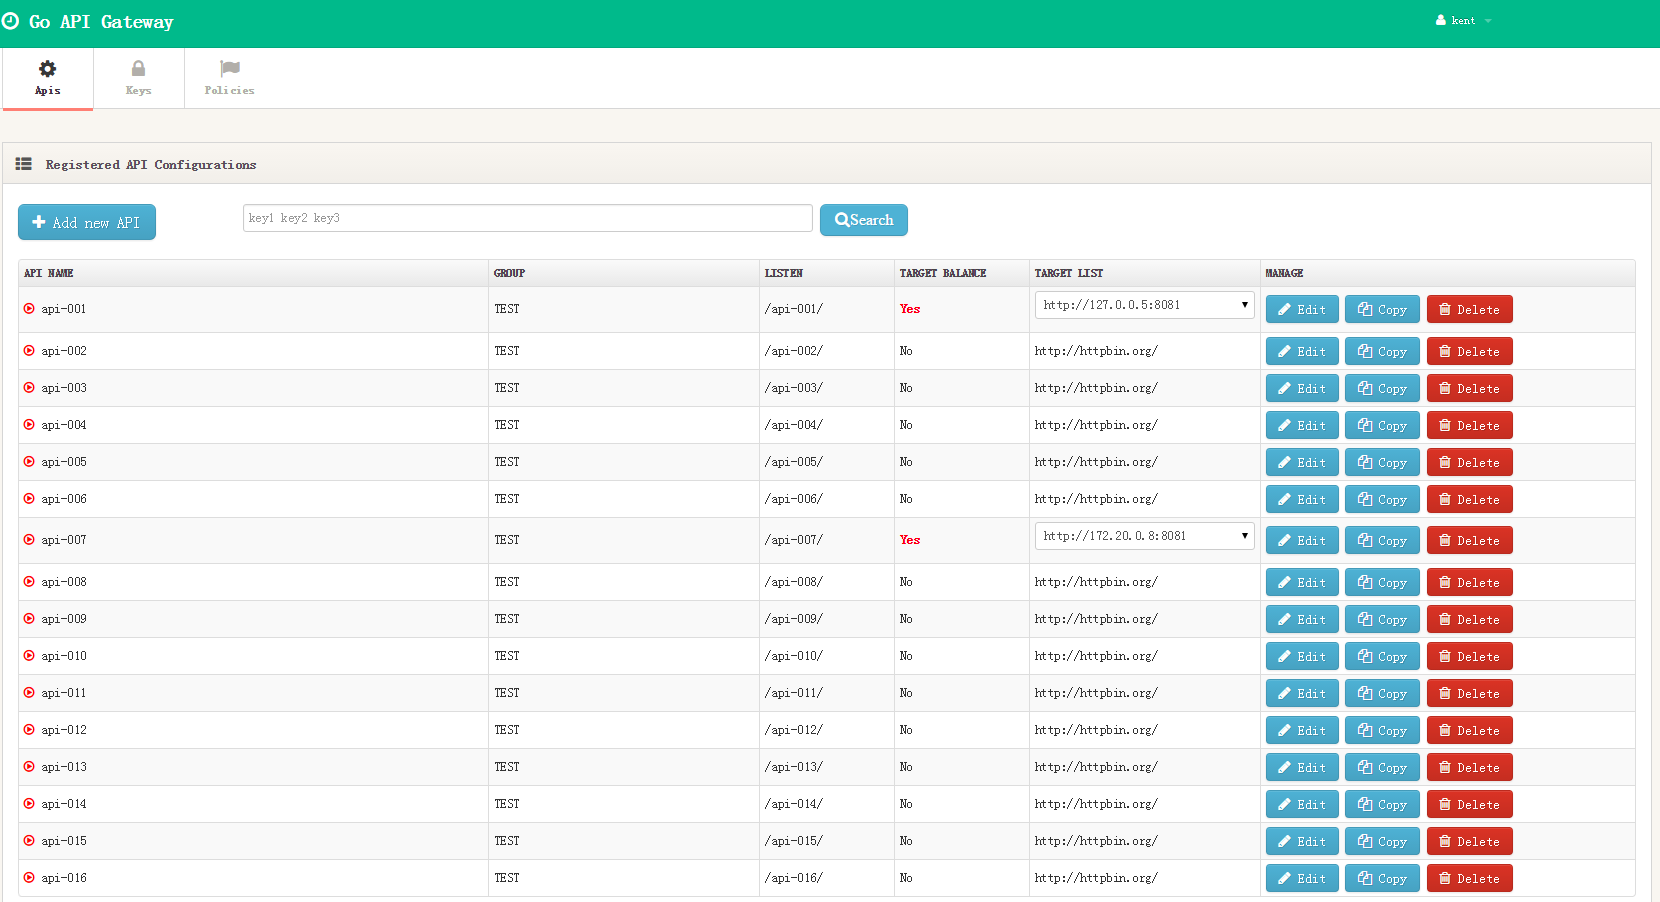 Go API Gateway kent
Apis Keys Policies
Registered API Configurations
Add new API key1 key2 key3 Search
API NAME GROUP LISTEN TARGET BALANCE TARGET LIST MANAGE
api-001 TEST /api-001/ Yes http://127.0.0.5:8081 Edit Copy Delete
api-002 TEST /api-002/ No http://httpbin.org/ Edit Copy Delete
api-003 TEST /api-003/ No http://httpbin.org/ Edit Copy Delete
api-004 TEST /api-004/ No http://httpbin.org/ Edit Copy Delete
api-005 TEST /api-005/ No http://httpbin.org/ Edit Copy Delete
api-006 TEST /api-006/ No http://httpbin.org/ Edit Copy Delete
api-007 TEST /api-007/ Yes http://172.20.0.8:8081 Edit Copy Delete
api-008 TEST /api-008/ No http://httpbin.org/ Edit Copy Delete
api-009 TEST /api-009/ No http://httpbin.org/ Edit Copy Delete
api-010 TEST /api-010/ No http://httpbin.org/ Edit Copy Delete
api-011 TEST /api-011/ No http://httpbin.org/ Edit Copy Delete
api-012 TEST /api-012/ No http://httpbin.org/ Edit Copy Delete
api-013 TEST /api-013/ No http://httpbin.org/ Edit Copy Delete
api-014 TEST /api-014/ No http://httpbin.org/ Edit Copy Delete
api-015 TEST /api-015/ No http://httpbin.org/ Edit Copy Delete
api-016 TEST /api-016/ No http://httpbin.org/ Edit Copy Delete